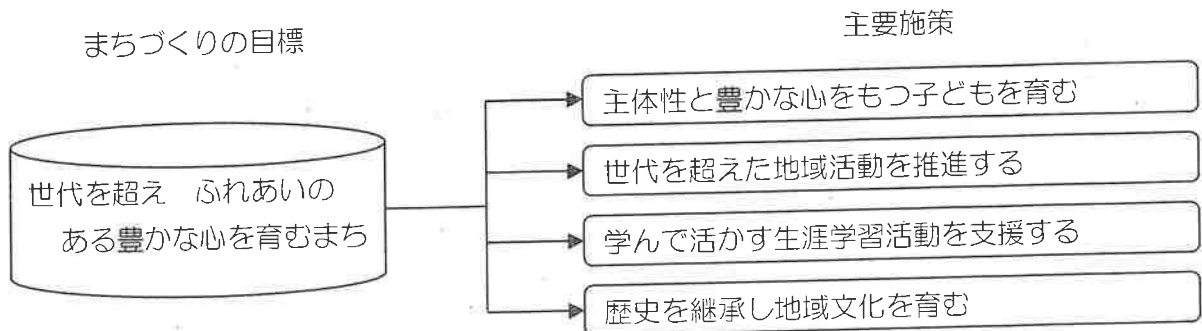 まちづくりの目標
主要施策
世代を超え　ふれあいの
ある豊かな心を育むまち
主体性と豊かな心をもつ子どもを育む
世代を超えた地域活動を推進する
学んで活かす生涯学習活動を支援する
歴史を継承し地域文化を育む